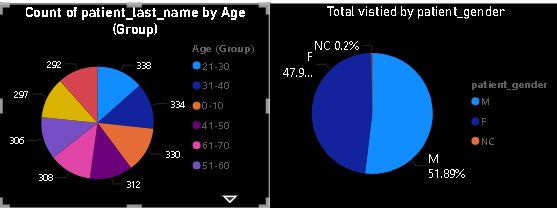 Count of patient_last_name by Age
(Group)
292
338
297
334
306
330
308
312
Age (Group)
21-30
31-40
0-10
41-50
61-70
51-60
Total vistied by patient_gender
NC 0.2%
F
47.9...
M
51.89%
patient_gender
M
F
NC